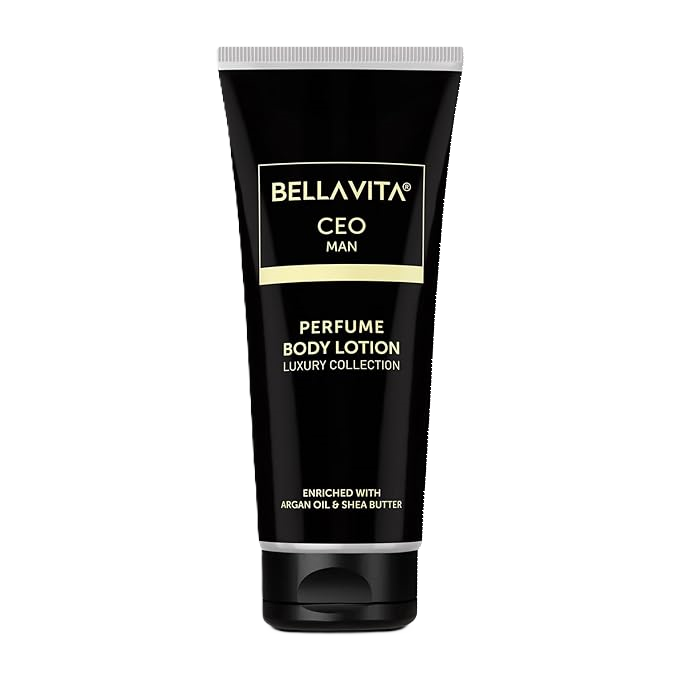 BELLAVITA®
CEO
MAN
PERFUME
BODY LOTION
LUXURY COLLECTION
ENRICHED WITH
ARGAN OIL & SHEA BUTTER